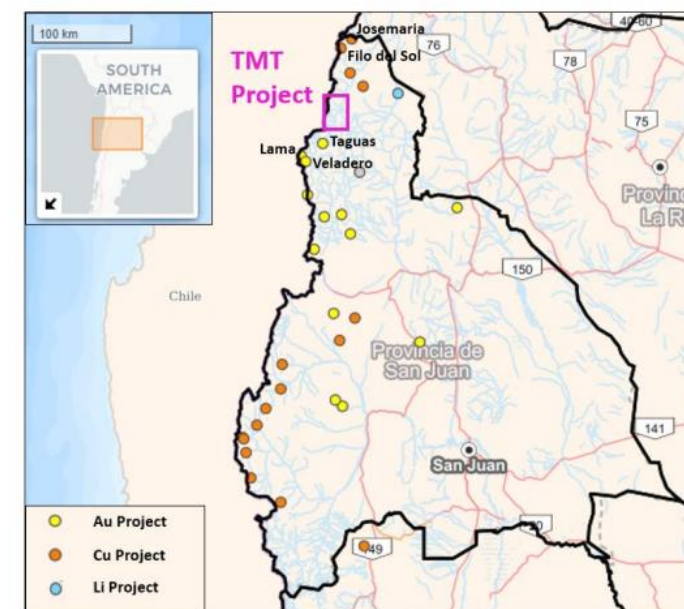 100 km
SOUTH
AMERICA
TMT
Project
Josemaria
Filo del Sol
76
40-60
78
75
Taguas
Lama
Veladero
150
Chile
Provincia de
San Juan
141
San Juan
Au Project
Cu Project
Li Project